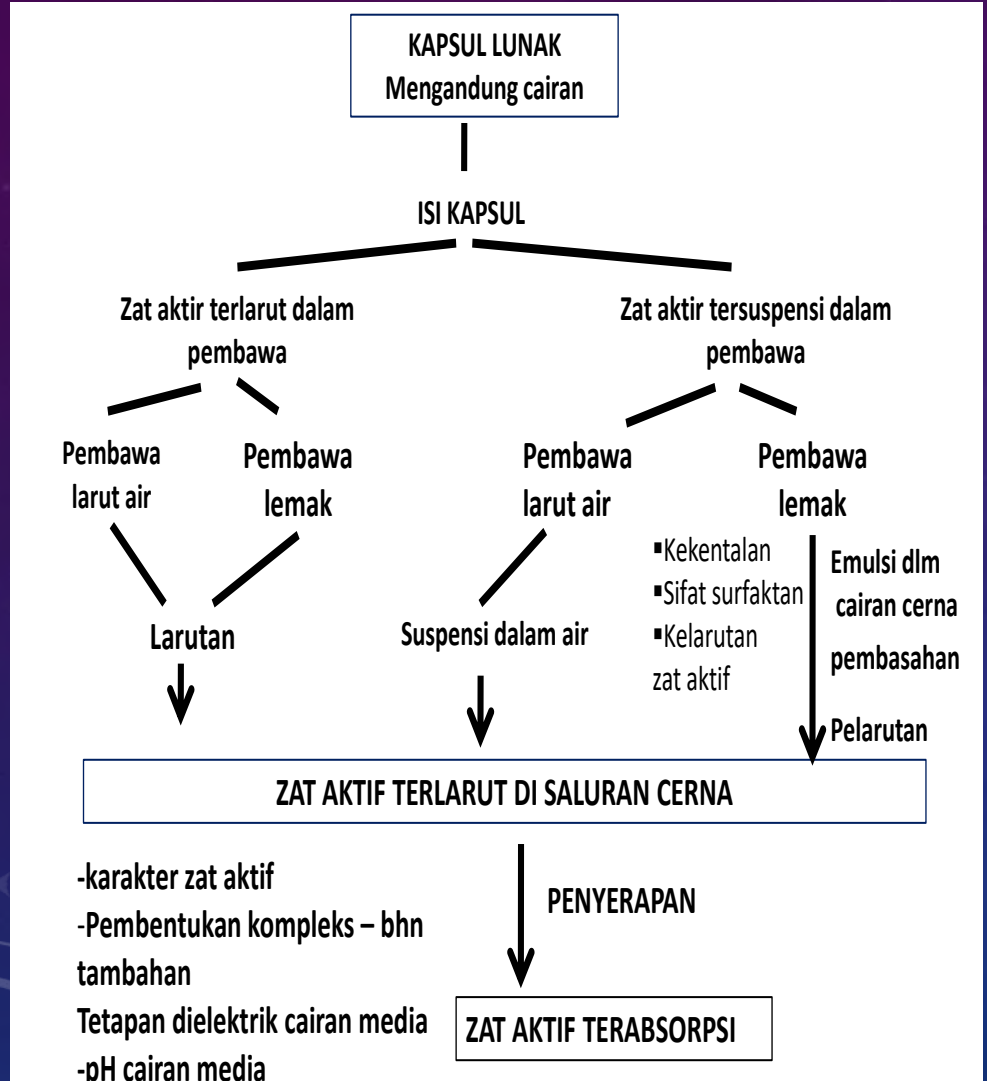 KAPSUL LUNAK
Mengandung cairan
ISI KAPSUL
Zat aktir terlarut dalam
pembawa
Zat aktir tersuspensi dalam
pembawa
Pembawa
larut air
Pembawa
lemak
Pembawa
larut air
Pembawa
lemak
▪Kekentalan
▪Sifat surfaktan
▪Kelarutan
zat aktif
Emulsi dlm
cairan cerna
pembasahan
Pelarutan
Larutan
Suspensi dalam air
ZAT AKTIF TERLARUT DI SALURAN CERNA
-karakter zat aktif
-Pembentukan kompleks – bhn
tambahan
Tetapan dielektrik cairan media
-pH cairan media
PENYERAPAN
ZAT AKTIF TERABSORPSI